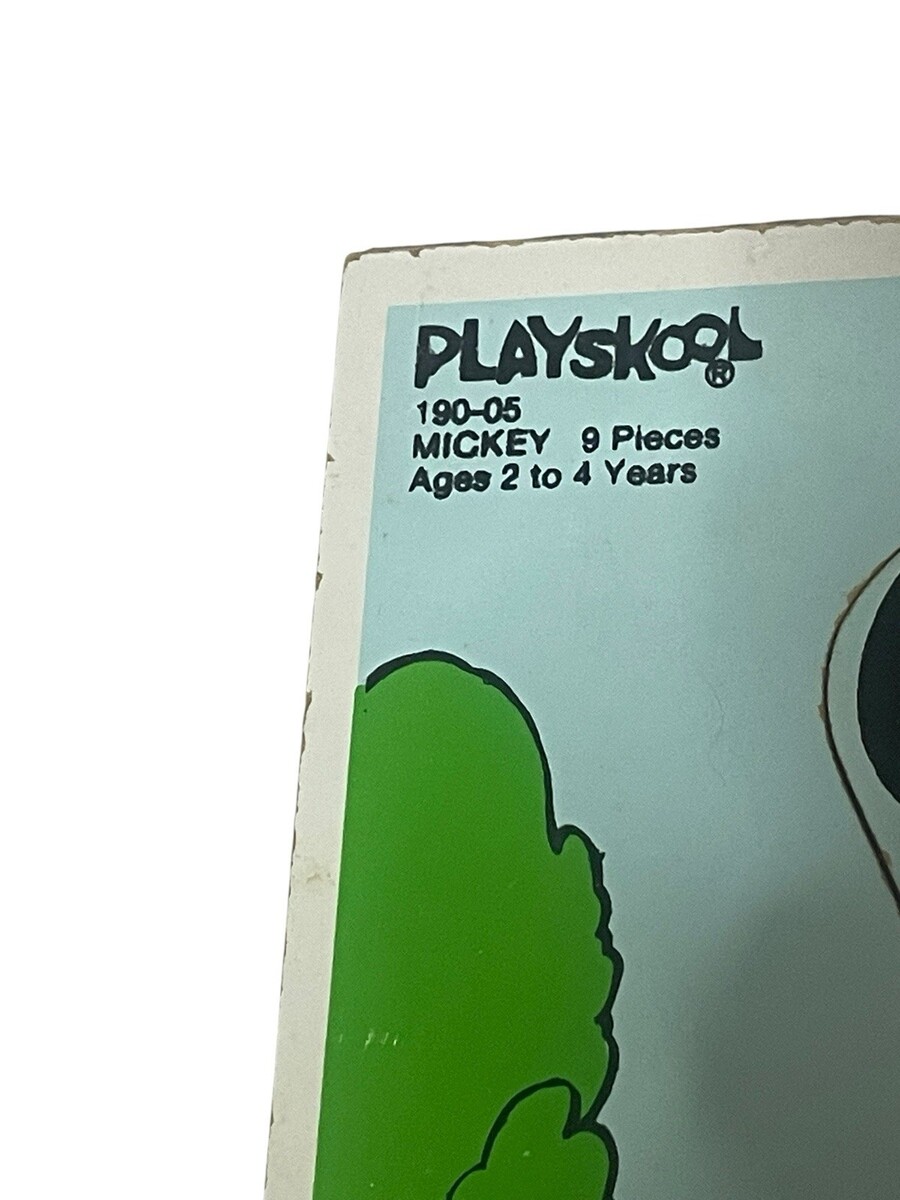 PLAYSKOOL®
190-05
MICKEY 9 Pieces
Ages 2 to 4 Years